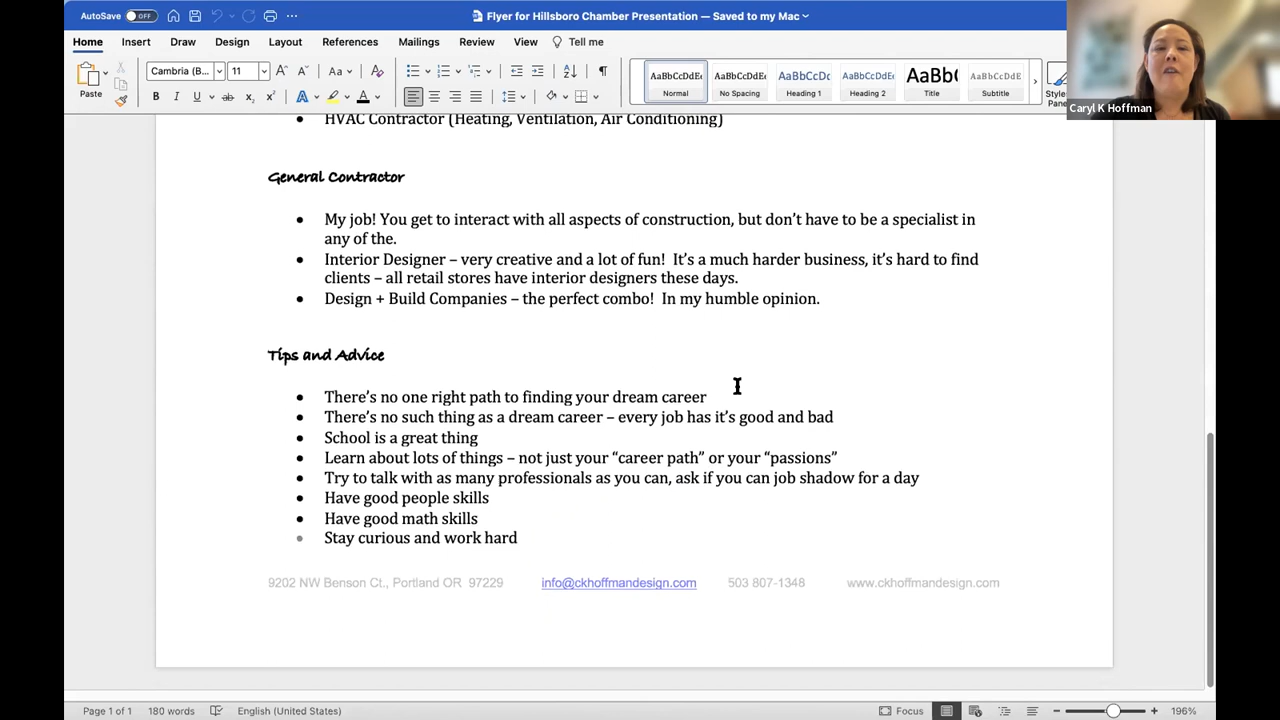 AutoSave OFF
Flyer for Hillsboro Chamber Presentation — Saved to my Mac
Home Insert Draw Design Layout References Mailings Review View Tell me
Paste
Cambria (B... 11
Aa
B I U ab x₂ x² A A
AaBbCcDdEe AaBbCcDdEe AaBbCcDc AaBbCcDdEe AaBb( AaBbCcDdE
Normal No Spacing Heading 1 Heading 2 Title Subtitle
Styles
Pane
Caryl K Hoffman
• HVAC Contractor (Heating, Ventilation, Air Conditioning)
General Contractor
• My job! You get to interact with all aspects of construction, but don’t have to be a specialist in
any of the.
• Interior Designer – very creative and a lot of fun! It’s a much harder business, it’s hard to find
clients – all retail stores have interior designers these days.
• Design + Build Companies – the perfect combo! In my humble opinion.
Tips and Advice
• There’s no one right path to finding your dream career
• There’s no such thing as a dream career – every job has it’s good and bad
• School is a great thing
• Learn about lots of things – not just your “career path” or your “passions”
• Try to talk with as many professionals as you can, ask if you can job shadow for a day
• Have good people skills
• Have good math skills
• Stay curious and work hard
9202 NW Benson Ct., Portland OR 97229 info@ckhoffmandesign.com 503 807-1348 www.ckhoffmandesign.com
Page 1 of 1 180 words English (United States) Focus 196%